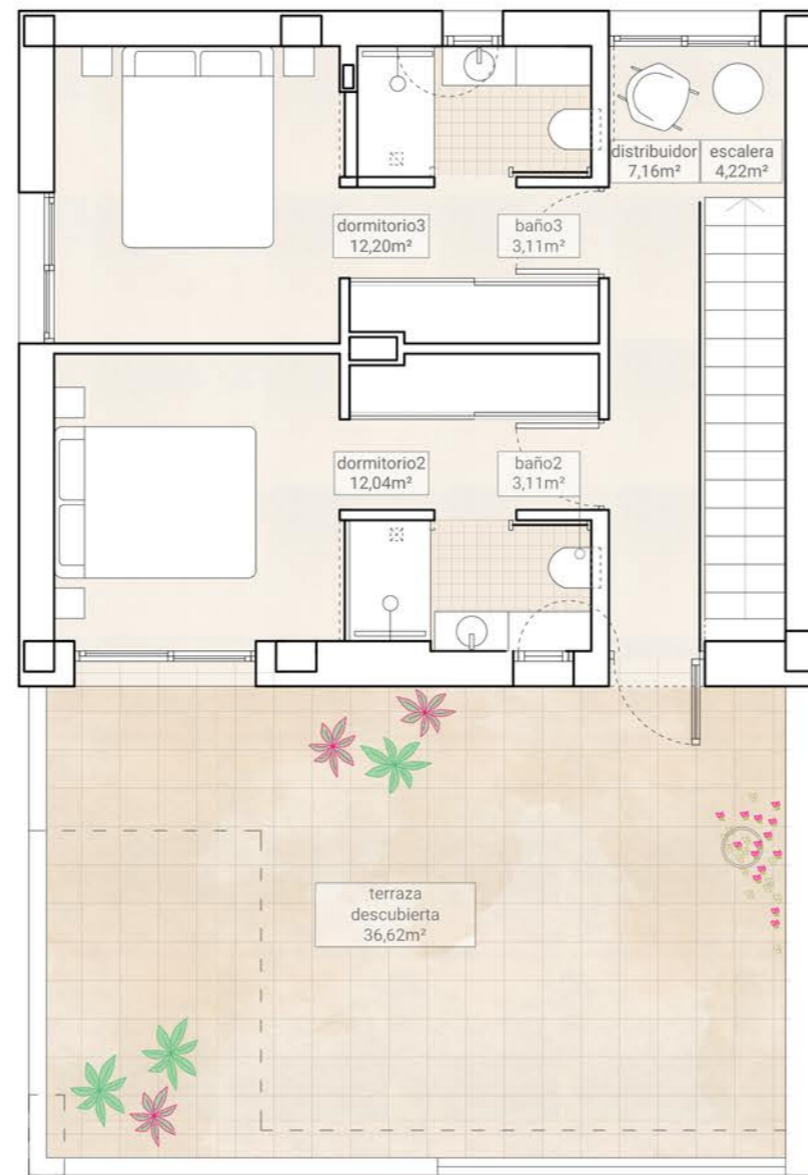 distribuidor
7,16m²
escalera
4,22m²
dormitorio3
12,20m²
baño3
3,11m²
dormitorio2
12,04m²
baño2
3,11m²
terraza
descubierta
36,62m²